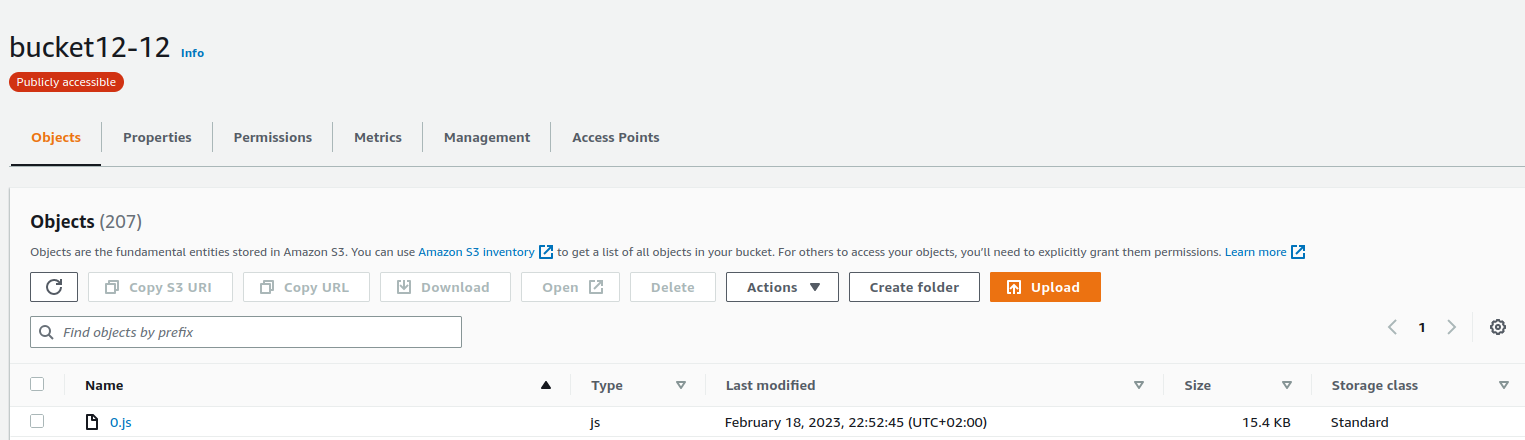 bucket12-12 Info
Publicly accessible
Objects Properties Permissions Metrics Management Access Points
Objects (207)
Objects are the fundamental entities stored in Amazon S3. You can use Amazon S3 inventory to get a list of all objects in your bucket. For others to access your objects, you’ll need to explicitly grant them permissions. Learn more
Copy S3 URI Copy URL Download Open Delete Actions Create folder Upload
Find objects by prefix 1
Name Type Last modified Size Storage class
0.js js February 18, 2023, 22:52:45 (UTC+02:00) 15.4 KB Standard